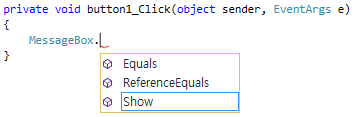 private void button1_Click(object sender, EventArgs e)
{
MessageBox.
Equals
ReferenceEquals
Show
}